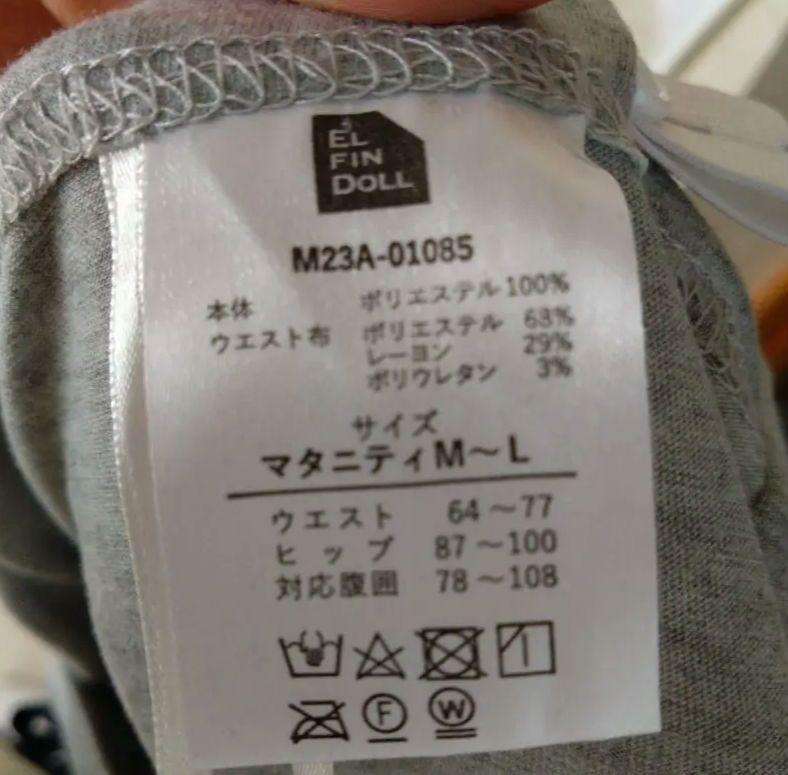 EL
FIN
DOLL
M23A-01085
本体 ポリエステル 100%
ウエスト布 ポリエステル 68%
レーヨン 29%
ポリウレタン 3%
サイズ
マタニティM～L
ウエスト 64～77
ヒップ 87～100
対応腹囲 78～108
F W